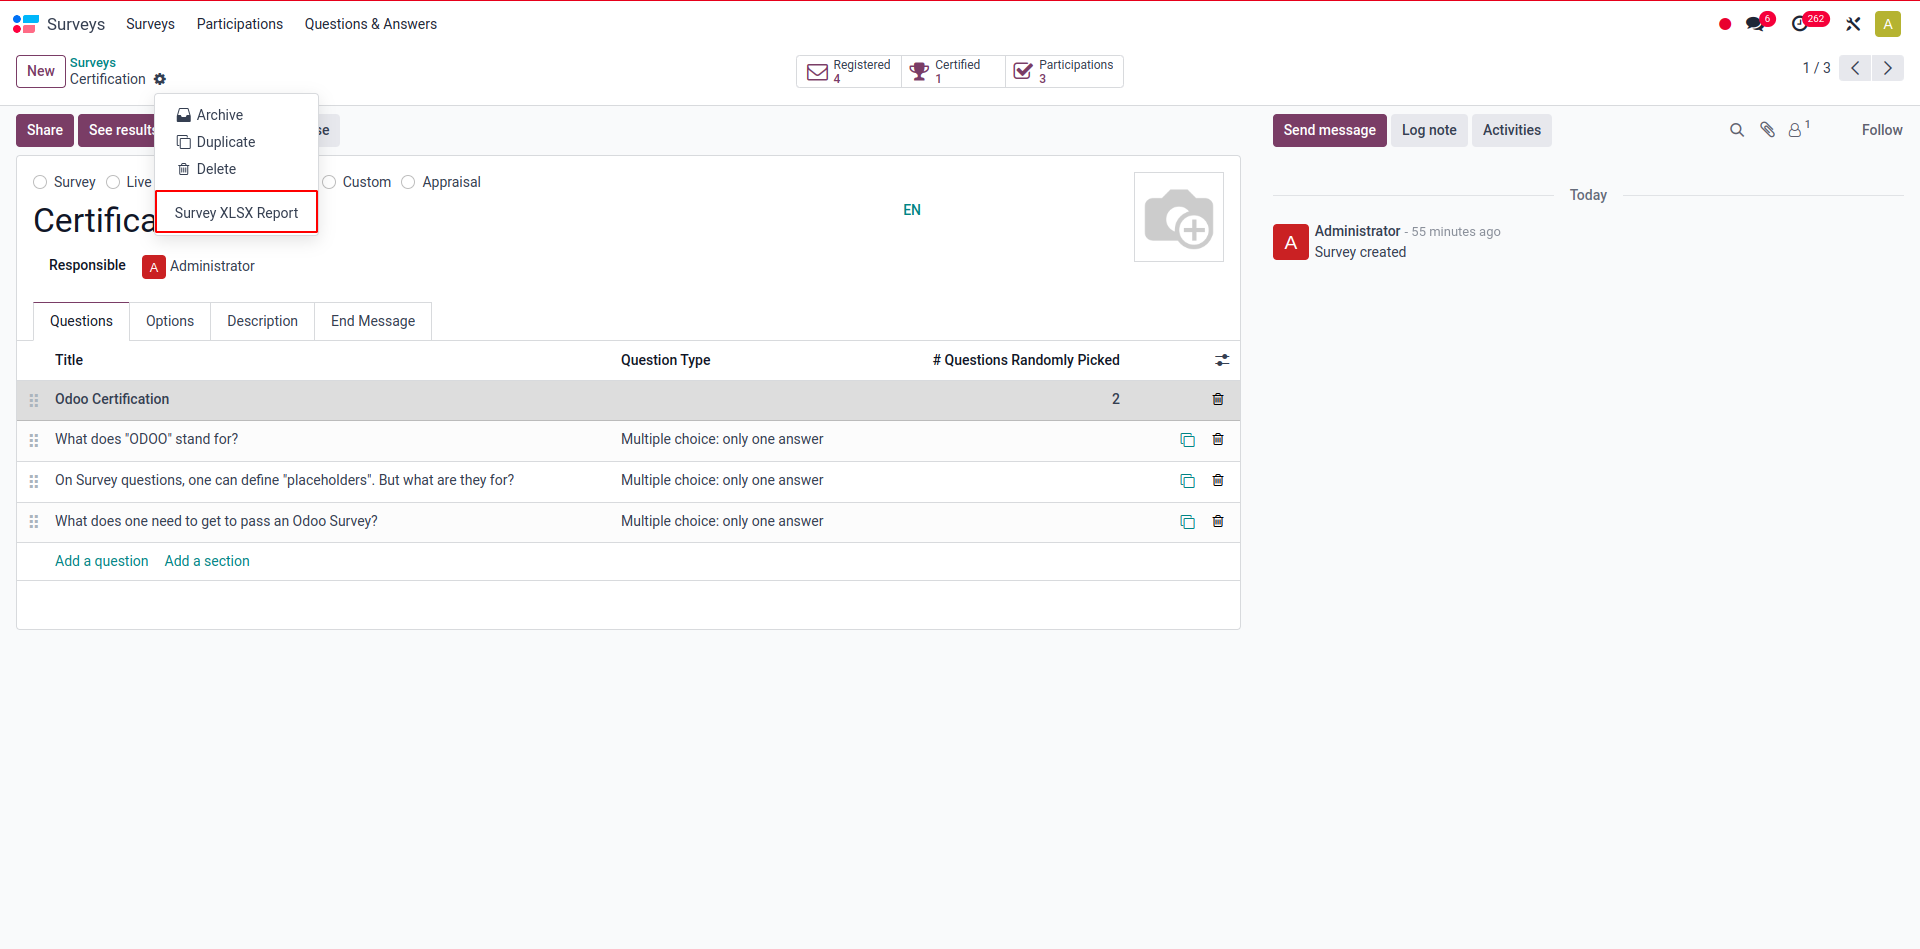 Surveys Surveys Participations Questions & Answers 6 262 A
New Surveys Registered 4 Certified 1 Participations 3 1 / 3
Certification
Archive
Duplicate
Delete
Survey XLSX Report
Share See results se Send message Log note Activities 1 Follow
Survey Live Custom Appraisal
Certifica EN
Responsible A Administrator
Today
A Administrator - 55 minutes ago
Survey created
Questions Options Description End Message
Title Question Type # Questions Randomly Picked
Odoo Certification 2
What does "ODOO" stand for? Multiple choice: only one answer
On Survey questions, one can define "placeholders". But what are they for? Multiple choice: only one answer
What does one need to get to pass an Odoo Survey? Multiple choice: only one answer
Add a question Add a section